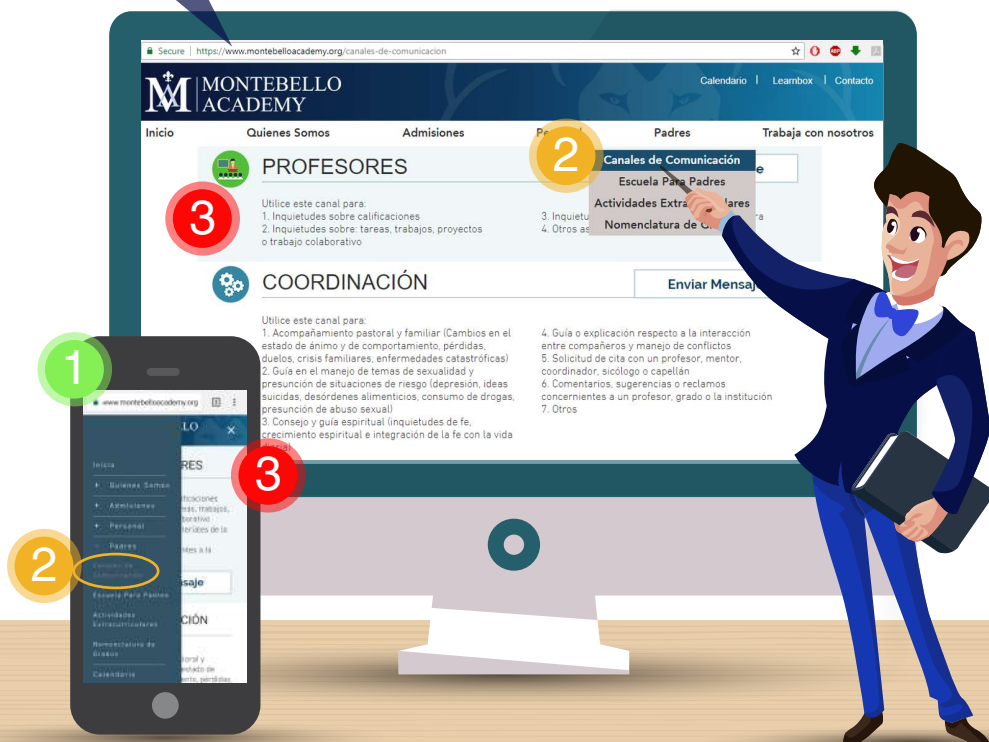 Secure | https://www.montebelloacademy.org/canales-de-comunicacion
MONTEBELLO
ACADEMY
Calendario | Learnbox | Contacto
Inicio Quienes Somos Admisiones Padres Trabaja con nosotros
2
Canales de Comunicación
Escuela Para Padres
Actividades Extra
Nomenclatura de
PROFESORES
3
Utilice este canal para:
1. Inquietudes sobre calificaciones
2. Inquietudes sobre: tareas, trabajos, proyectos
o trabajo colaborativo
3.
4. Otros
COORDINACIÓN
Enviar Mensaj
Utilice este canal para:
1. Acompañamiento pastoral y familiar (Cambios en el
estado de ánimo y de comportamiento, pérdidas,
duelos, crisis familiares, enfermedades catastróficas)
2. Guía en el manejo de temas de sexualidad y
presunción de situaciones de riesgo (depresión, ideas
suicidas, desórdenes alimenticios, consumo de drogas,
presunción de abuso sexual)
3. Consejo y guía espiritual (inquietudes de fe,
crecimiento espiritual e integración de la fe con la vida
4. Guía o explicación respecto a la interacción
entre compañeros y manejo de conflictos
5. Solicitud de cita con un profesor, mentor,
coordinador, sicólogo o capellán
6. Comentarios, sugerencias o reclamos
concernientes a un profesor, grado o la institución
7. Otros
1
www.montebelloacademy.org
LO
×
Inicio
RES
3
+ Quienes Somos
+ Admisiones
+ Personal
- Padres
2
Canales de
Comunicación
saje
Escuela Para Padres
Actividades
Extracurriculares
CIÓN
Nomenclatura de
Grados
Calendario